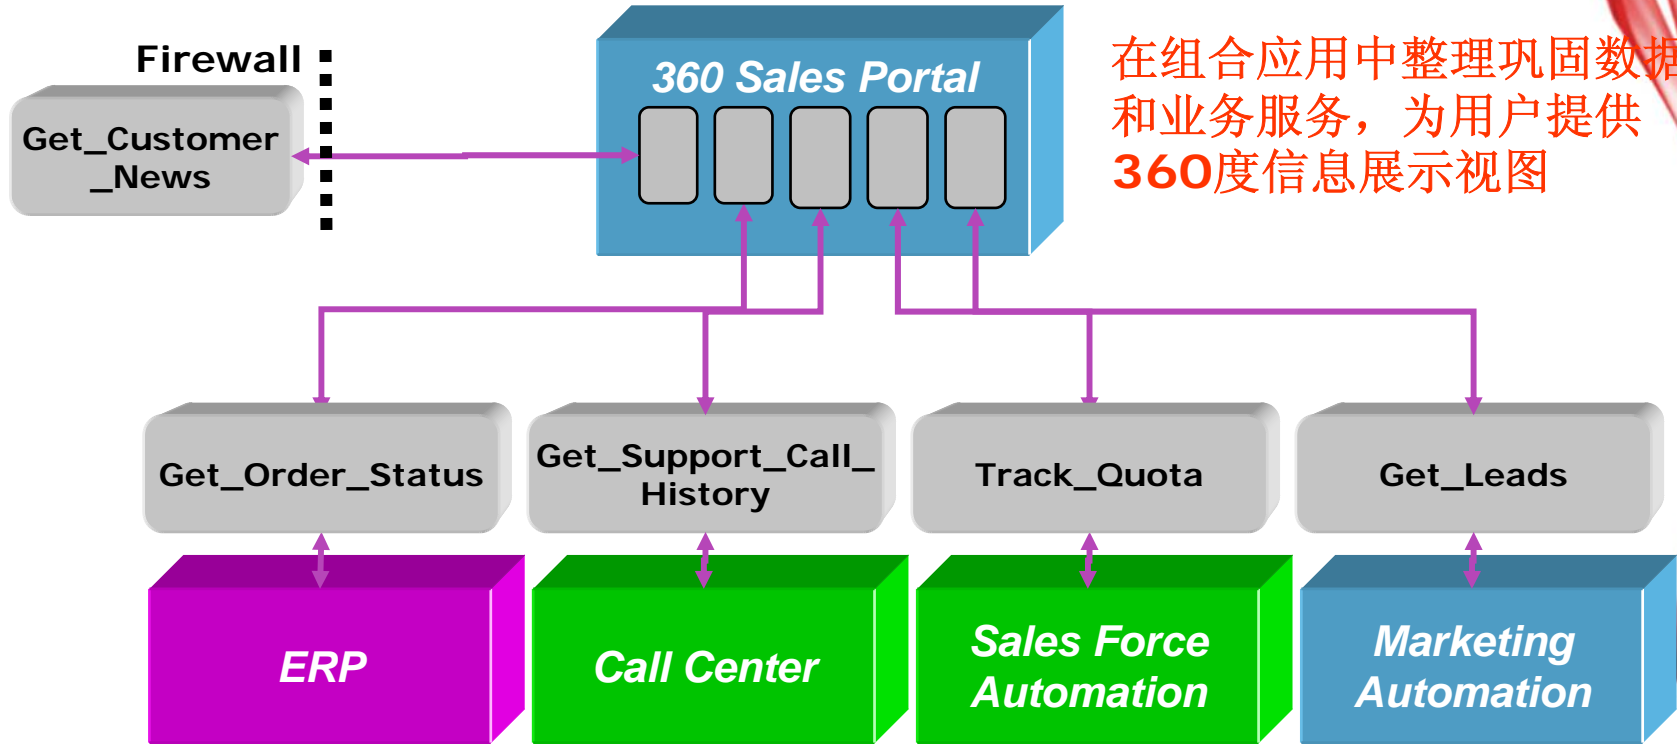 Firewall
360 Sales Portal
在组合应用中整理巩固数据
和业务服务，为用户提供
360度信息展示视图
Get_Customer
_News
Get_Order_Status
Get_Support_Call_
History
Track_Quota
Get_Leads
ERP
Call Center
Sales Force
Automation
Marketing
Automation